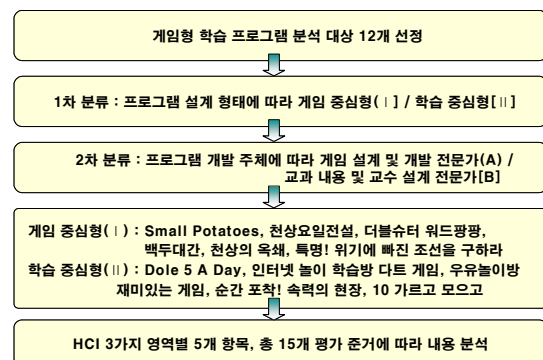 게임형 학습 프로그램 분석 대상 12개 선정
1차 분류 : 프로그램 설계 형태에 따라 게임 중심형(Ⅰ) / 학습 중심형[Ⅱ]
2차 분류 : 프로그램 개발 주체에 따라 게임 설계 및 개발 전문가(A) /
교과 내용 및 교수 설계 전문가[B]
게임 중심형(Ⅰ) : Small Potatoes, 천상요일전설, 더블슈터 워드팡팡,
백두대간, 천상의 옥쇄, 특명! 위기에 빠진 조선을 구하라
학습 중심형(Ⅱ) : Dole 5 A Day, 인터넷 놀이 학습방 다트 게임, 우유놀이방
재미있는 게임, 순간 포착! 속력의 현장, 10 가르고 모으고
HCI 3가지 영역별 5개 항목, 총 15개 평가 준거에 따라 내용 분석